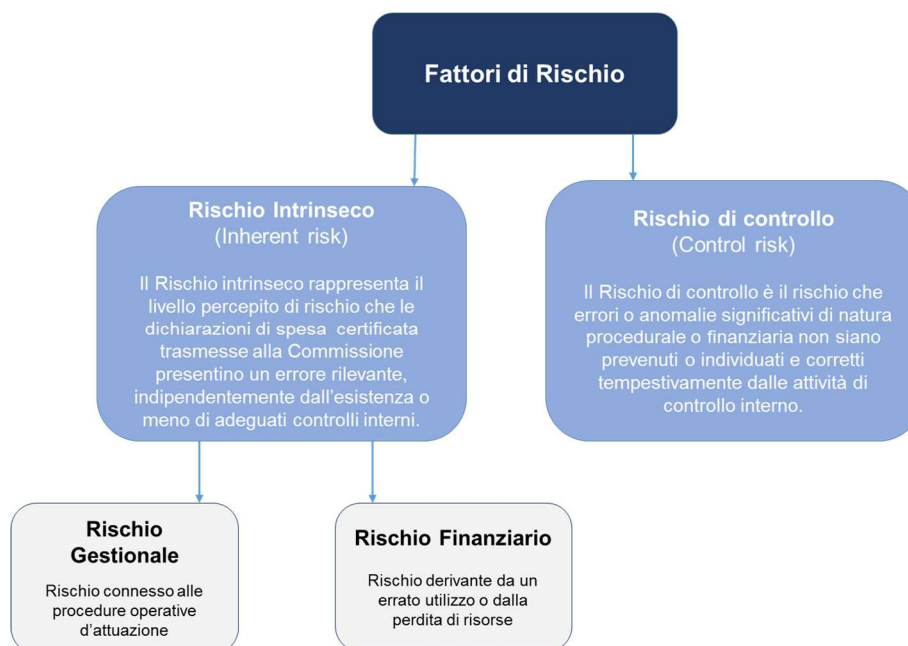 Fattori di Rischio
Rischio Intrinseco
(Inherent risk)
Il Rischio intrinseco rappresenta il
livello percepito di rischio che le
dichiarazioni di spesa certificata
trasmesse alla Commissione
presentino un errore rilevante,
indipendentemente dall'esistenza o
meno di adeguati controlli interni.
Rischio di controllo
(Control risk)
Il Rischio di controllo è il rischio che
errori o anomalie significativi di natura
procedurale o finanziaria non siano
prevenuti o individuati e corretti
tempestivamente dalle attività di
controllo interno.
Rischio
Gestionale
Rischio connesso alle
procedure operative
d'attuazione
Rischio Finanziario
Rischio derivante da un
errato utilizzo o dalla
perdita di risorse